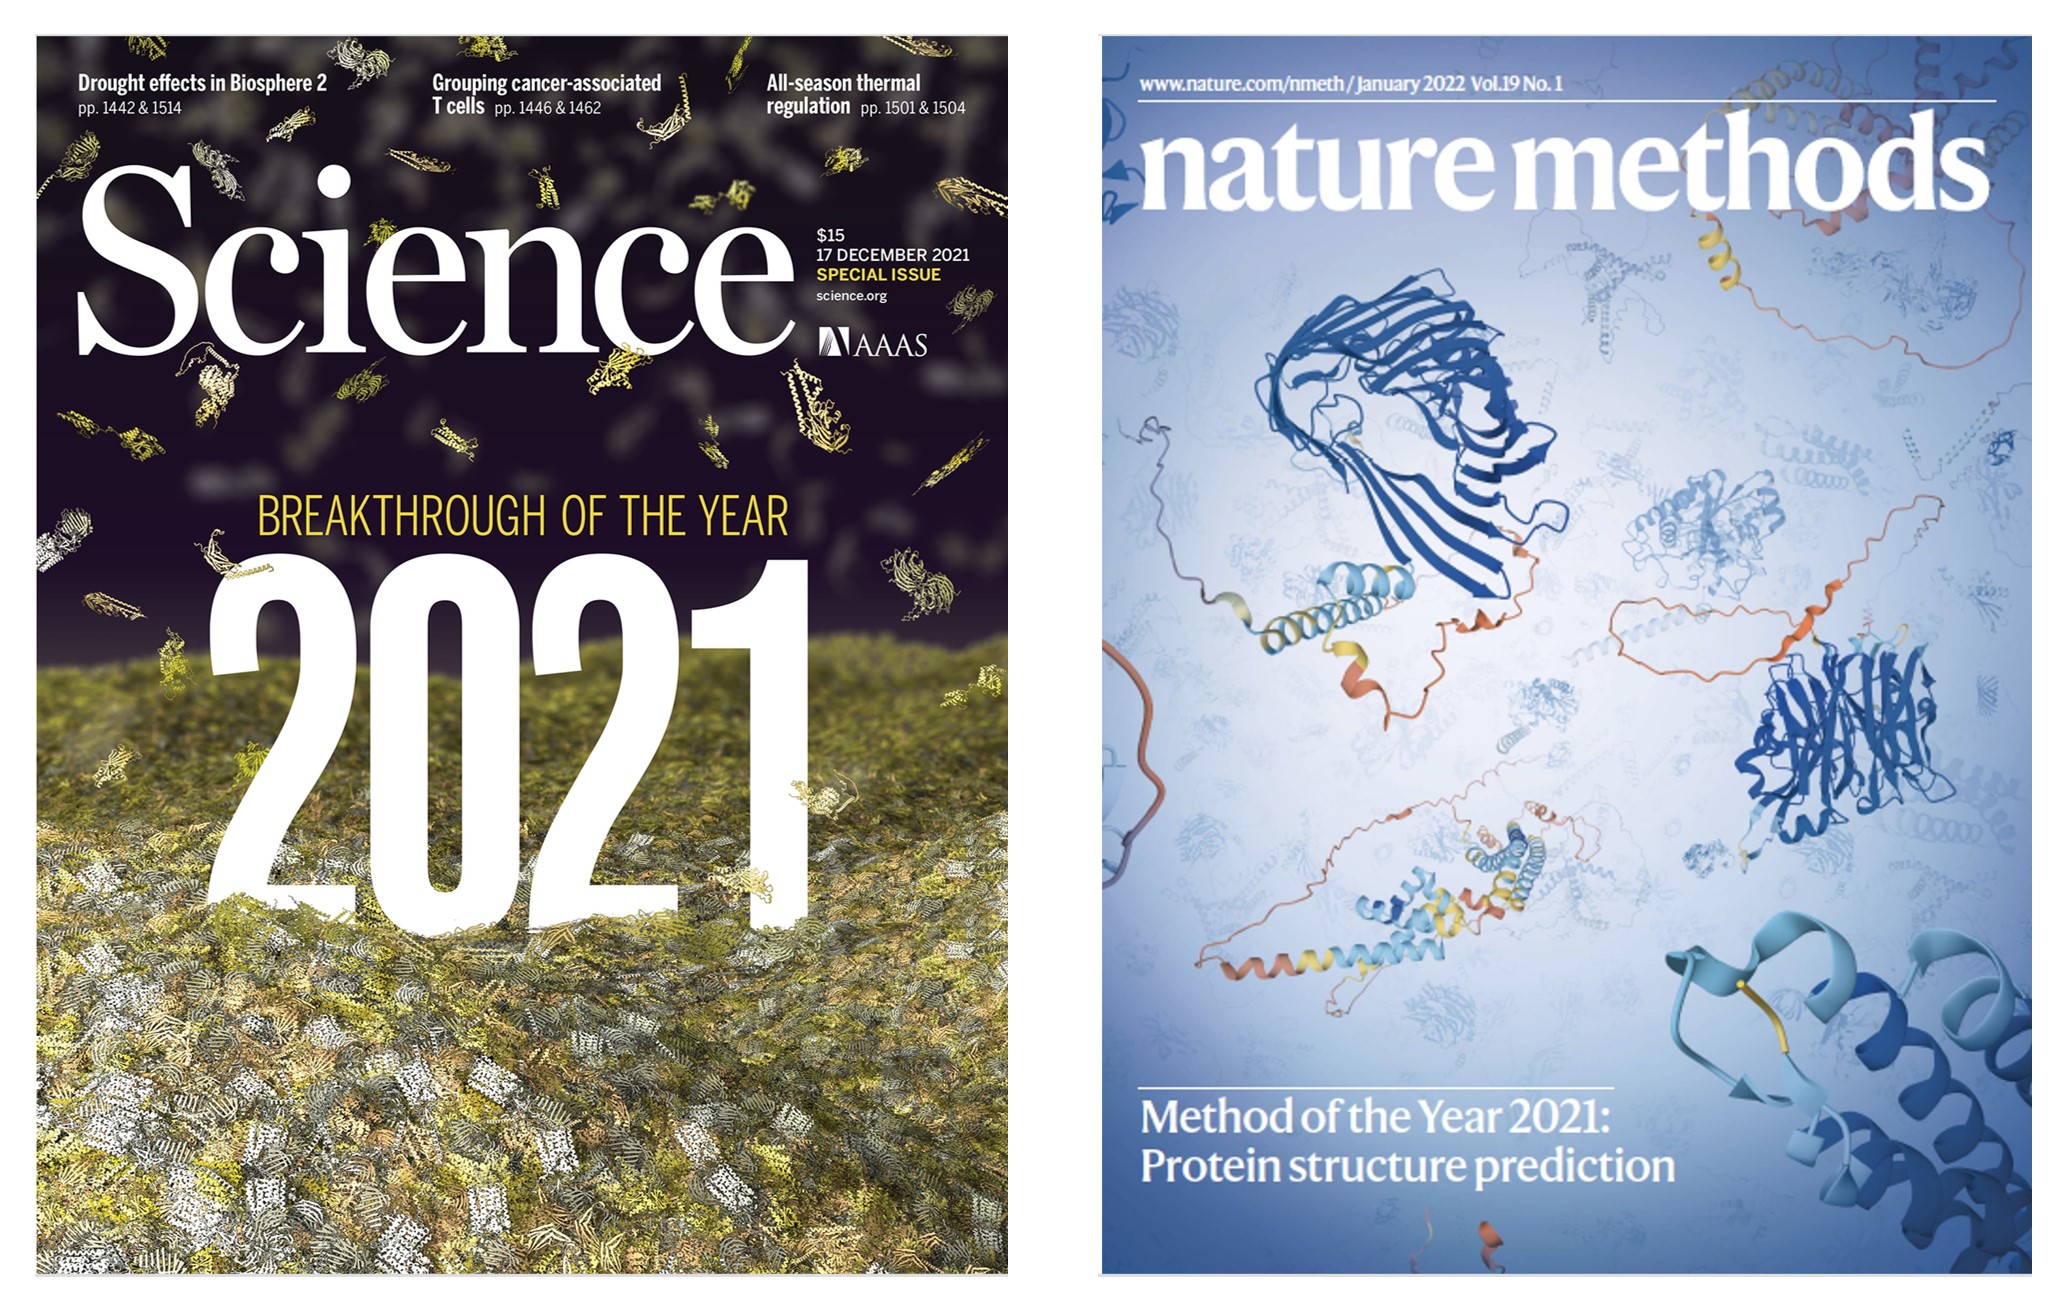 Drought effects in Biosphere 2
pp. 1442 & 1514
Grouping cancer-associated
T cells pp. 1446 & 1462
All-season thermal
regulation pp. 1501 & 1504
Science
$15
17 DECEMBER 2021
SPECIAL ISSUE
science.org
AAAS
BREAKTHROUGH OF THE YEAR
2021
www.nature.com/nmeth / January 2022 Vol.19 No. 1
nature methods
Method of the Year 2021:
Protein structure prediction